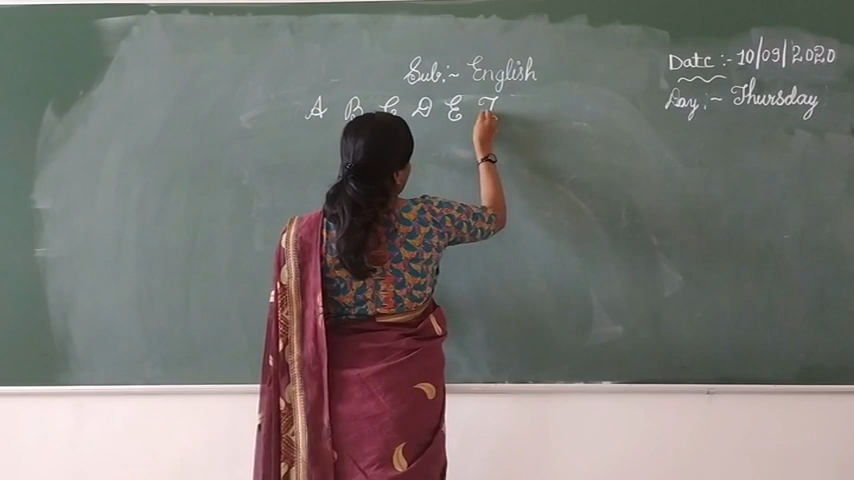 Sub:~ English
Date :- 10/09/2020
Day:~ Thursday
A B C D E F